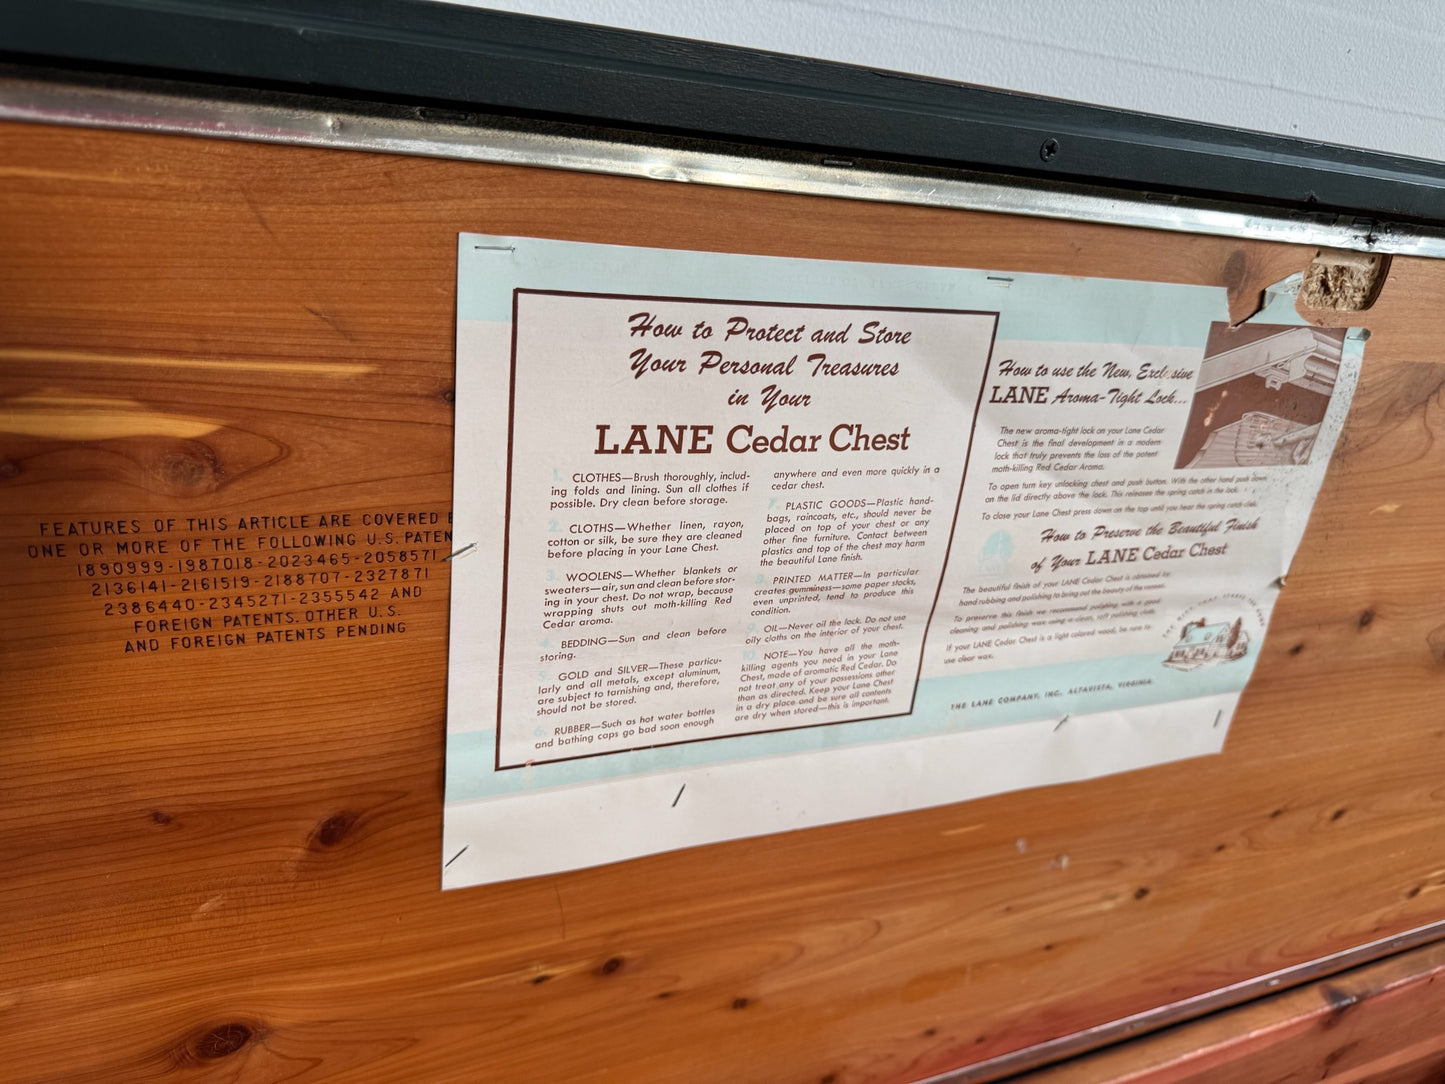 FEATURES OF THIS ARTICLE ARE COVERED
ONE OR MORE OF THE FOLLOWING U.S. PATEN
1890999-1987018-2023465-2058571
2136141-2161519-2188707-2327871
2386440-2345271-2355542 AND
FOREIGN PATENTS. OTHER U.S.
AND FOREIGN PATENTS PENDING
How to Protect and Store
Your Personal Treasures
in Your
LANE Cedar Chest
1. CLOTHES—Brush thoroughly, includ-
ing folds and lining. Sun all clothes if
possible. Dry clean before storage.
2. CLOTHS—Whether linen, rayon,
cotton or silk, be sure they are cleaned
before placing in your Lane Chest.
3. WOOLENS—Whether blankets or
sweaters—air, sun and clean before stor-
ing in your chest. Do not wrap, because
wrapping shuts out moth-killing Red
Cedar aroma.
4. BEDDING—Sun and clean before
storing.
5. GOLD and SILVER—These particu-
larly and all metals, except aluminum,
are subject to tarnishing and, therefore,
should not be stored.
6. RUBBER—Such as hot water bottles
and bathing caps go bad soon enough
anywhere and even more quickly in a
cedar chest.
7. PLASTIC GOODS—Plastic hand-
bags, raincoats, etc., should never be
placed on top of your chest or any
other fine furniture. Contact between
plastics and top of the chest may harm
the beautiful Lane finish.
8. PRINTED MATTER—In particular
creates gumminess—some paper stocks,
even unprinted, tend to produce this
condition.
9. OIL—Never oil the lock. Do not use
oily cloths on the interior of your chest.
10. NOTE—You have all the moth-
killing agents you need in your Lane
Chest, made of aromatic Red Cedar. Do
not treat any of your possessions other
than as directed. Keep your Lane Chest
in a dry place and be sure all contents
are dry when stored—this is important.
How to use the New, Exclusive
LANE Aroma-Tight Lock...
The new aroma-tight lock on your Lane Cedar
Chest is the final development in a modern
lock that truly prevents the loss of the potent
moth-killing Red Cedar Aroma.
To open turn key unlocking chest and push button. With the other hand push down
on the lid directly above the lock. This releases the spring catch in the lock.
To close your Lane Chest press down on the top until you hear the spring catch click.
How to Preserve the Beautiful Finish
of Your LANE Cedar Chest
The beautiful finish of your LANE Cedar Chest is obtained by
hand rubbing and polishing to bring out the beauty of the veneer.
To preserve this finish we recommend polishing with a good
cleaning and polishing wax using a clean, soft polishing cloth.
If your LANE Cedar Chest is a light colored wood, be sure to
use clear wax.
THE LANE COMPANY, INC., ALTAVISTA, VIRGINIA.